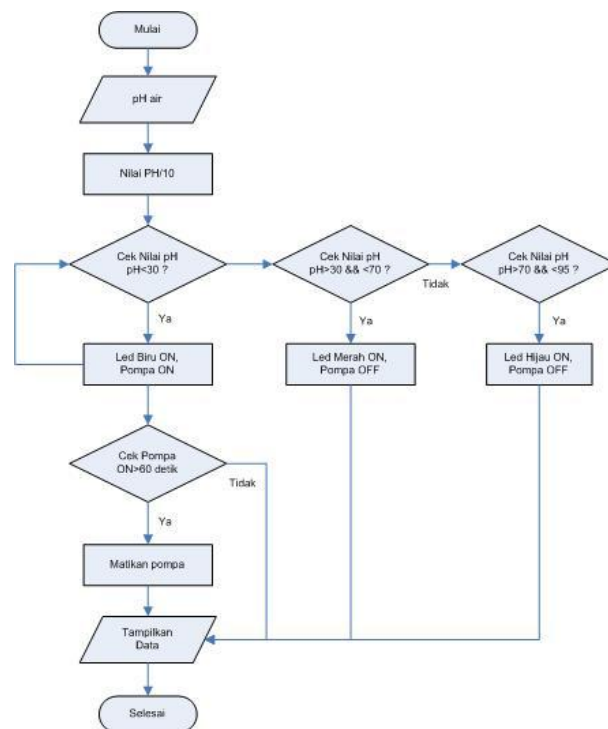 Mulai
pH air
Nilai PH/10
Cek Nilai pH
pH<30 ?
Cek Nilai pH
pH>30 && <70 ?
Tidak
Cek Nilai pH
pH>70 && <95 ?
Ya
Ya
Ya
Led Biru ON,
Pompa ON
Led Merah ON,
Pompa OFF
Led Hijau ON,
Pompa OFF
Cek Pompa
ON>60 detik
Tidak
Ya
Matikan pompa
Tampilkan
Data
Selesai